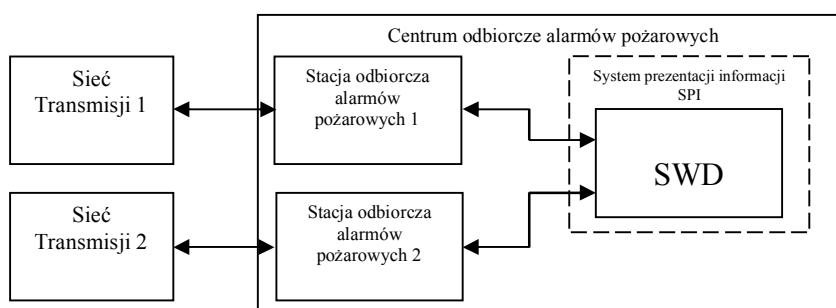 Centrum odbiorcze alarmów pożarowych
Sieć
Transmisji 1
Stacja odbiorcza
alarmów
pożarowych 1
System prezentacji informacji
SPI
SWD
Sieć
Transmisji 2
Stacja odbiorcza
alarmów
pożarowych 2